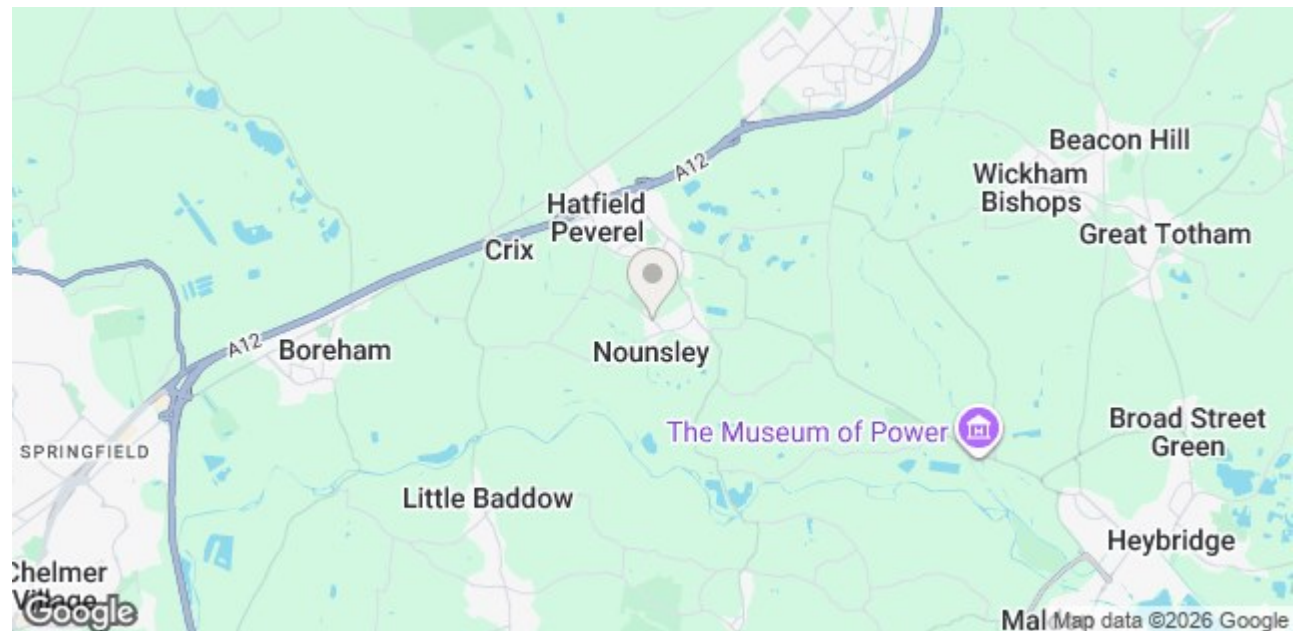 Beacon Hill
A12
Wickham
Bishops
Hatfield
Peverel
Great Totham
Crix
A12
Boreham
Nounsley
Broad Street
Green
The Museum of Power
SPRINGFIELD
Little Baddow
Heybridge
Chelmer
Village
Google
Map data ©2026 Google